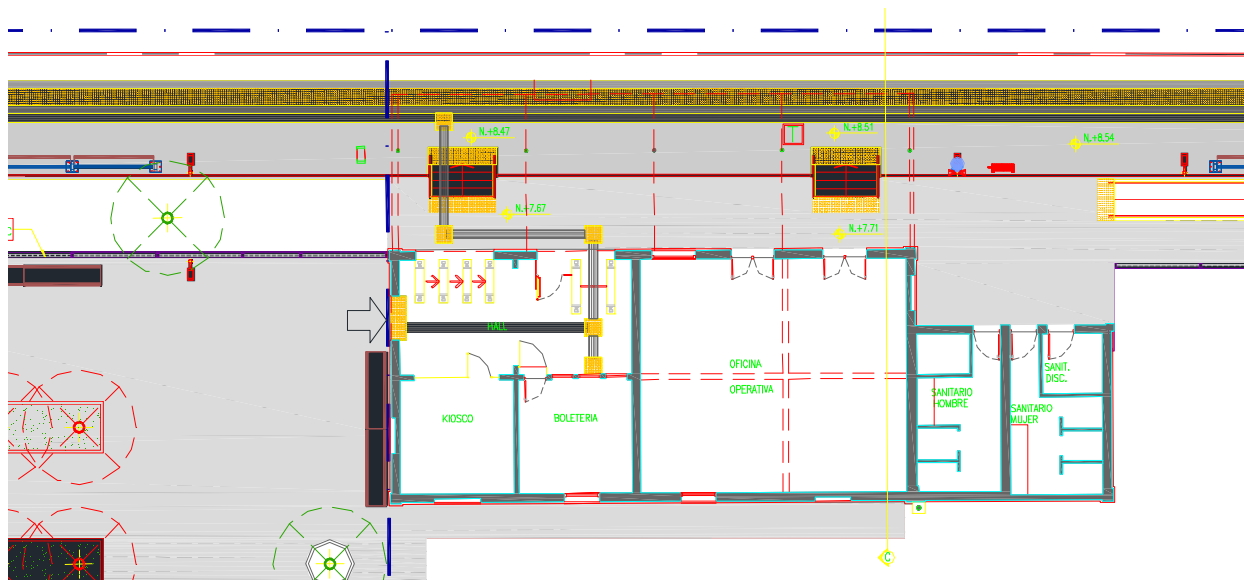 N.+8.47
N.+8.51
N.+8.54
N.+7.67
N.+7.71
HALL
OFICINA
OPERATIVA
SANIT.
DISC.
SANITARIO
HOMBRE
SANITARIO
MUJER
KIOSCO
BOLETERIA
C